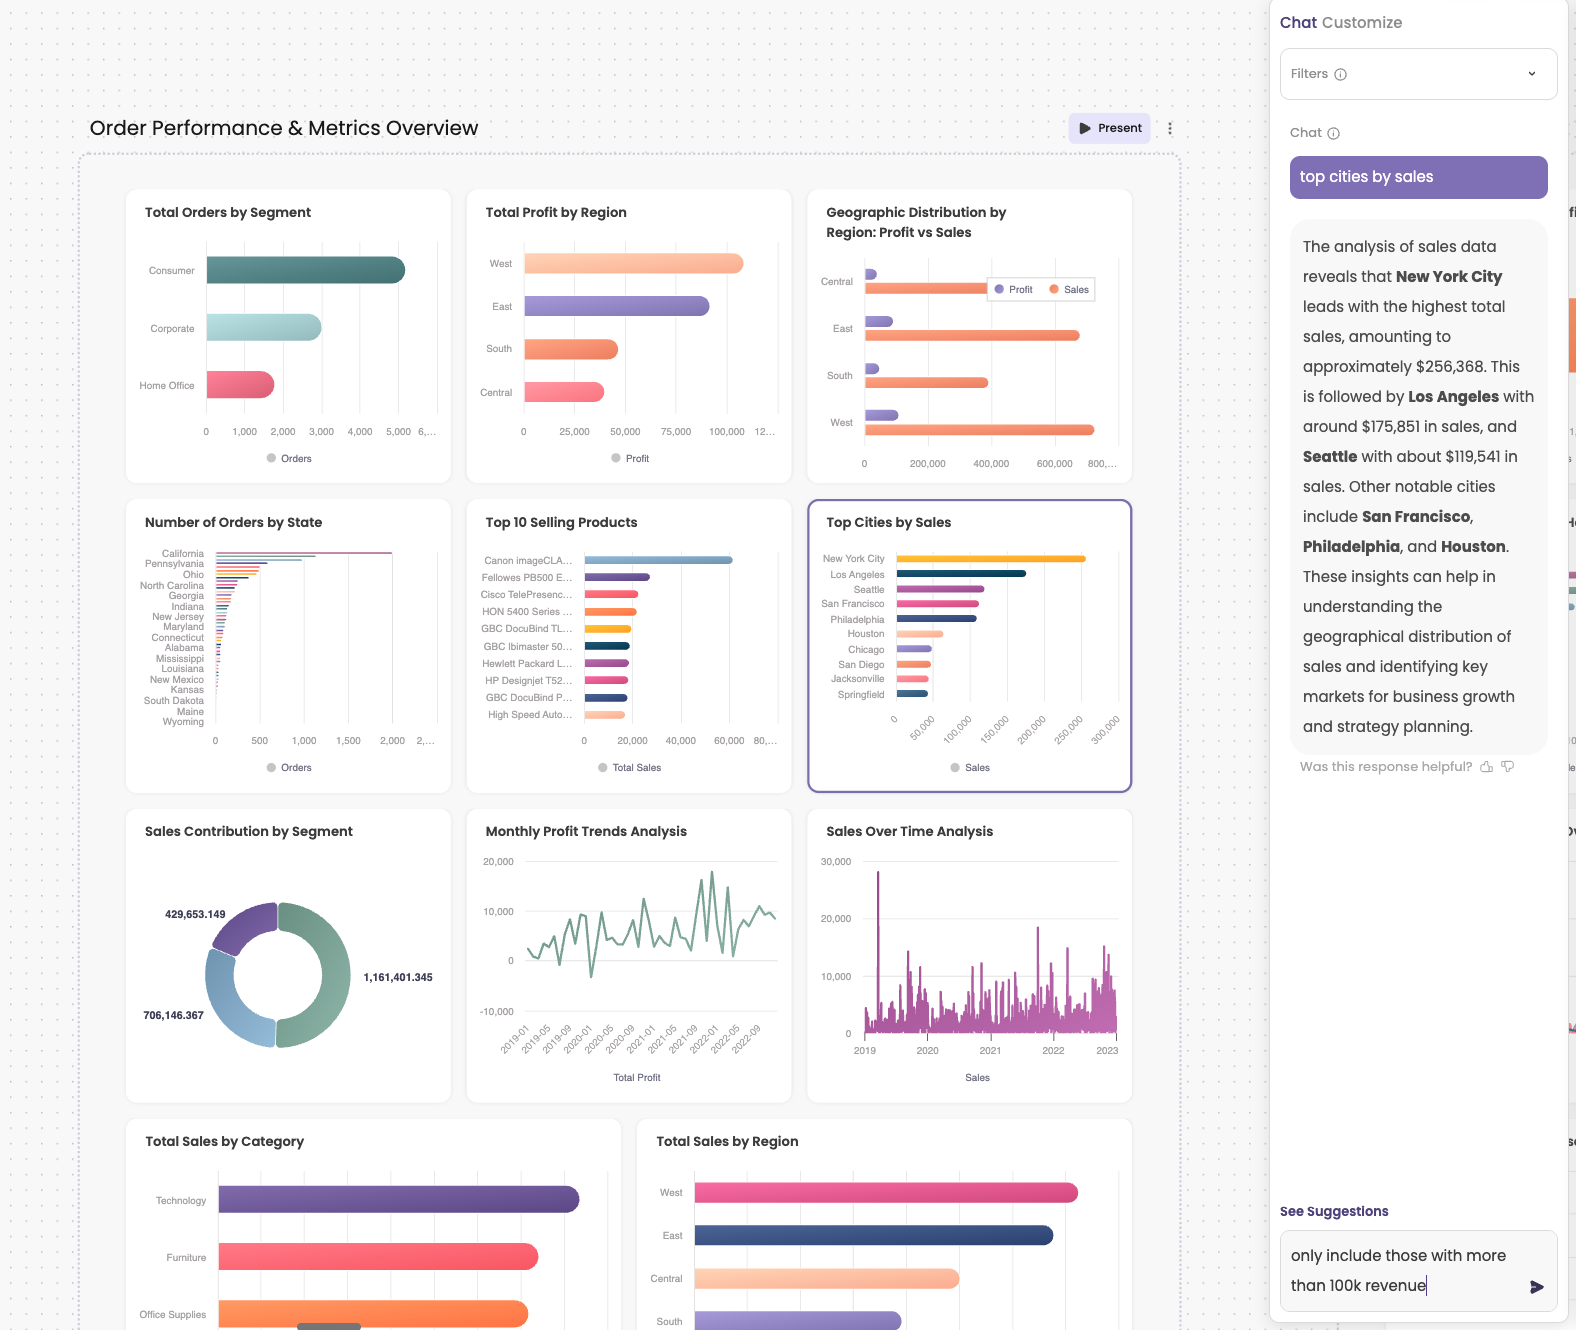 Chat Customize
Filters
Chat
top cities by sales
The analysis of sales data
reveals that New York City
leads with the highest total
sales, amounting to
approximately $256,368. This
is followed by Los Angeles with
around $175,851 in sales, and
Seattle with about $119,541 in
sales. Other notable cities
include San Francisco,
Philadelphia, and Houston.
These insights can help in
understanding the
geographical distribution of
sales and identifying key
markets for business growth
and strategy planning.
Was this response helpful?
See Suggestions
only include those with more
than 100k revenue
Order Performance & Metrics Overview
Present
Total Orders by Segment
Consumer
Corporate
Home Office
0 1,000 2,000 3,000 4,000 5,000 6,...
Orders
Total Profit by Region
West
East
South
Central
0 25,000 50,000 75,000 100,000 12...
Profit
Geographic Distribution by
Region: Profit vs Sales
Central
Profit Sales
East
South
West
0 200,000 400,000 600,000 800,...
Number of Orders by State
California
Pennsylvania
Ohio
North Carolina
Georgia
Indiana
New Jersey
Maryland
Connecticut
Alabama
Mississippi
Louisiana
New Mexico
Kansas
South Dakota
Maine
Wyoming
0 500 1,000 1,500 2,000 2,...
Orders
Top 10 Selling Products
Canon imageCLA...
Fellowes PB500 E...
Cisco TelePresenc...
HON 5400 Series ...
GBC DocuBind TL...
GBC Ibimaster 50...
Hewlett Packard L...
HP Designjet T52...
GBC DocuBind P...
High Speed Auto...
0 20,000 40,000 60,000 80,...
Total Sales
Top Cities by Sales
New York City
Los Angeles
Seattle
San Francisco
Philadelphia
Houston
Chicago
San Diego
Jacksonville
Springfield
0 50,000 100,000 150,000 200,000 250,000 300,000
Sales
Sales Contribution by Segment
429,653.149
1,161,401.345
706,146.367
Monthly Profit Trends Analysis
20,000
10,000
0
-10,000
2019-01 2019-05 2019-09 2020-01 2020-05 2020-09 2021-01 2021-05 2021-09 2022-01 2022-05 2022-09
Total Profit
Sales Over Time Analysis
30,000
20,000
10,000
0
2019 2020 2021 2022 2023
Sales
Total Sales by Category
Technology
Furniture
Office Supplies
Total Sales by Region
West
East
Central
South